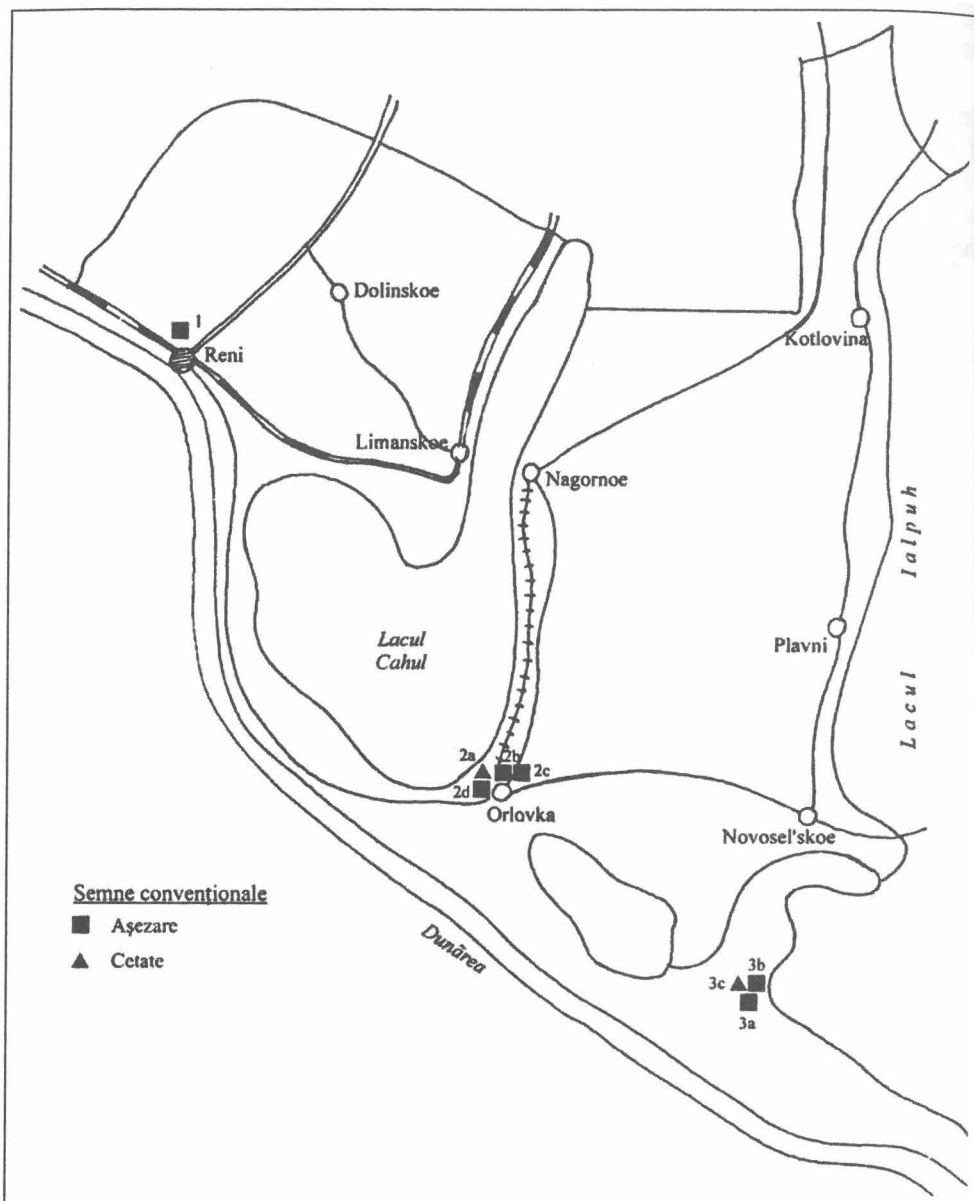 Dolinskoe
Kotlovina
1
Reni
Limanskoe
Nagornoe
Lacul Ialpuh
Lacul
Cahul
Plavni
2a
2b
2c
2d
Orlovka
Novosel'skoe
Semne convenționale
Așezare
Cetate
Dunărea
3b
3c
3a